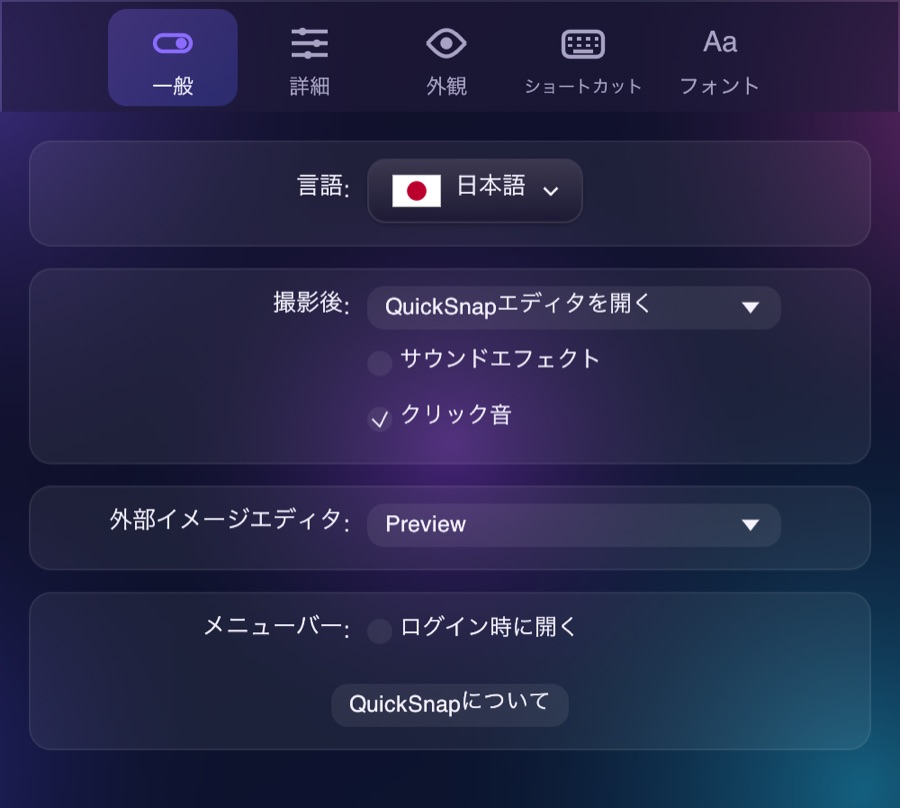 一般
詳細
外観
ショートカット
Aa
フォント
言語: 日本語
撮影後: QuickSnapエディタを開く
サウンドエフェクト
クリック音
外部イメージエディタ: Preview
メニューバー: ログイン時に開く
QuickSnapについて